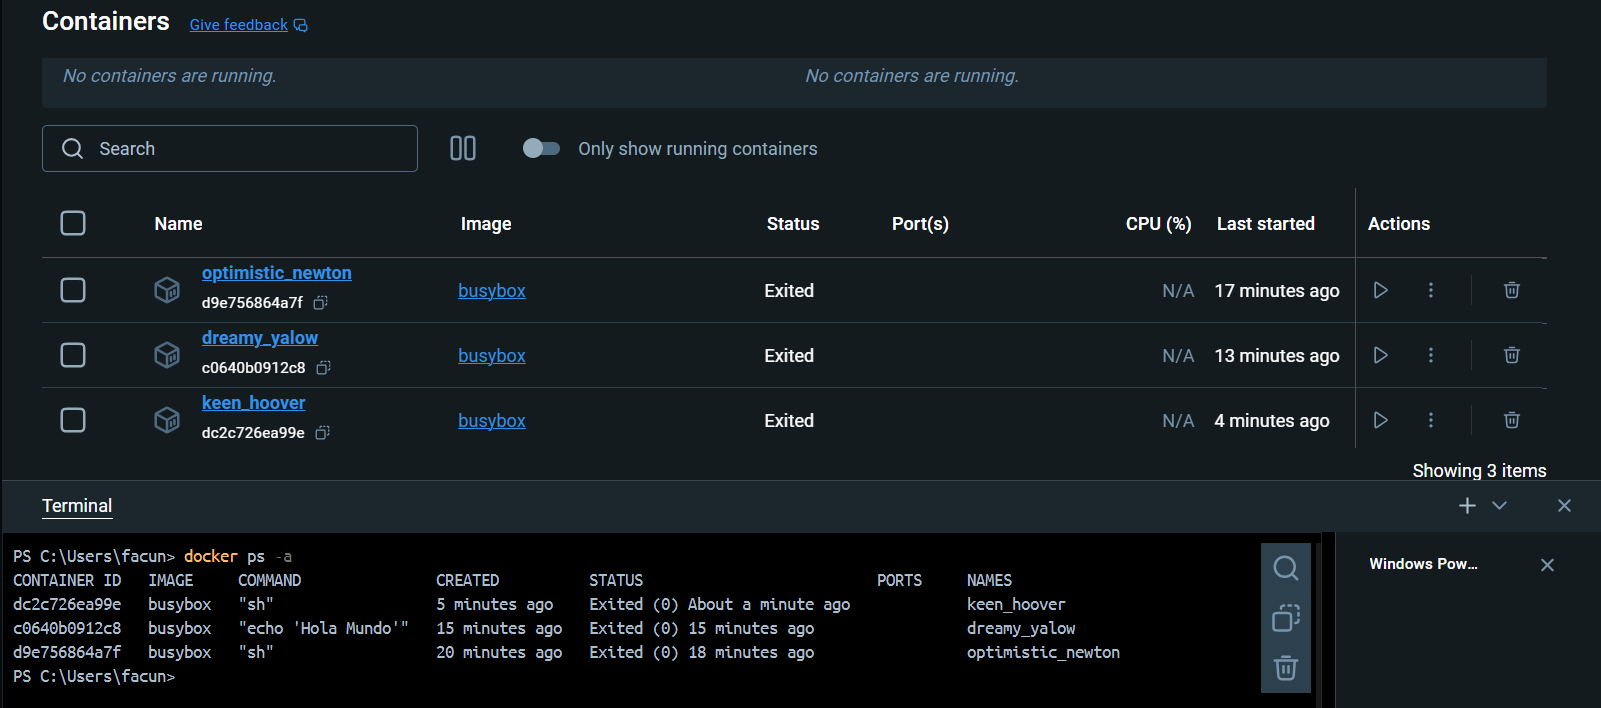 Containers Give feedback
No containers are running. No containers are running.
Search Only show running containers
Name Image Status Port(s) CPU (%) Last started Actions
optimistic_newton
d9e756864a7f busybox Exited N/A 17 minutes ago
dreamy_yalow
c0640b0912c8 busybox Exited N/A 13 minutes ago
keen_hoover
dc2c726ea99e busybox Exited N/A 4 minutes ago
Showing 3 items
Terminal
PS C:\Users\facun> docker ps -a
CONTAINER ID IMAGE COMMAND CREATED STATUS PORTS NAMES
dc2c726ea99e busybox "sh" 5 minutes ago Exited (0) About a minute ago keen_hoover
c0640b0912c8 busybox "echo 'Hola Mundo'" 15 minutes ago Exited (0) 15 minutes ago dreamy_yalow
d9e756864a7f busybox "sh" 20 minutes ago Exited (0) 18 minutes ago optimistic_newton
PS C:\Users\facun>
Windows Pow...